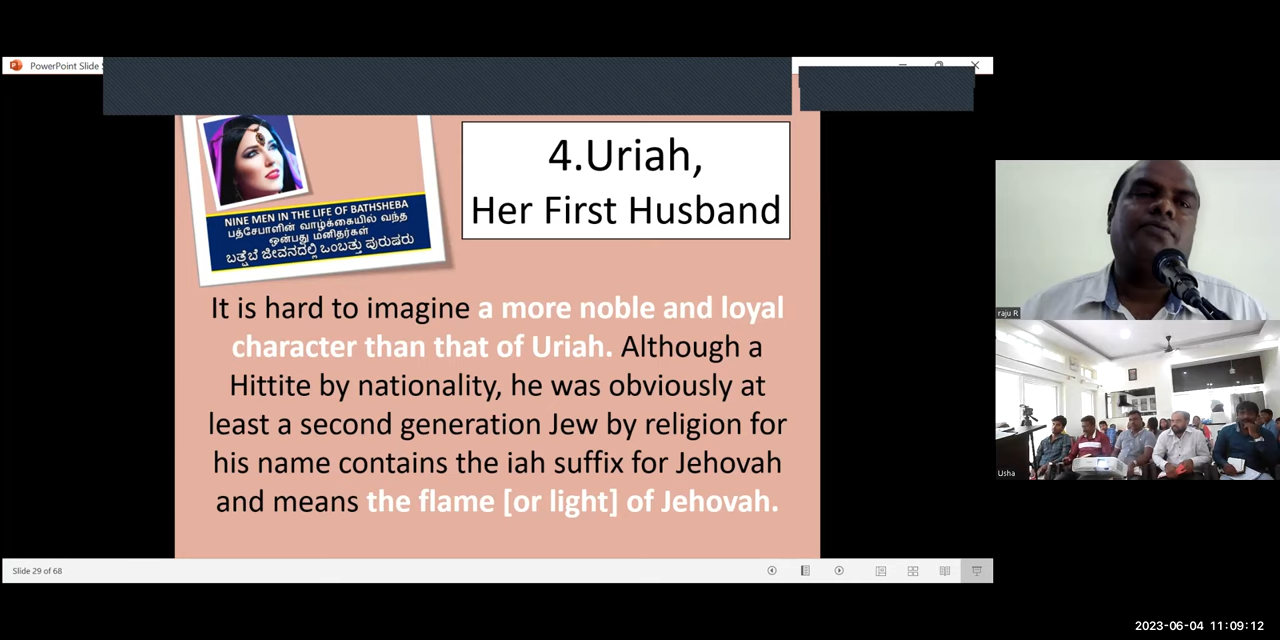 PowerPoint Slide S
4.Uriah,
Her First Husband
NINE MEN IN THE LIFE OF BATHSHEBA
பத்சேபாளின் வாழ்க்கையில் வந்த
ஒன்பது மனிதர்கள்
ಬತ್ಷೆಬೆ ಜೀವನದಲ್ಲಿ ಒಂಬತ್ತು ಪುರುಷರು
It is hard to imagine a more noble and loyal
character than that of Uriah. Although a
Hittite by nationality, he was obviously at
least a second generation Jew by religion for
his name contains the iah suffix for Jehovah
and means the flame [or light] of Jehovah.
Slide 29 of 68
raju R
Usha
2023-06-04 11:09:12